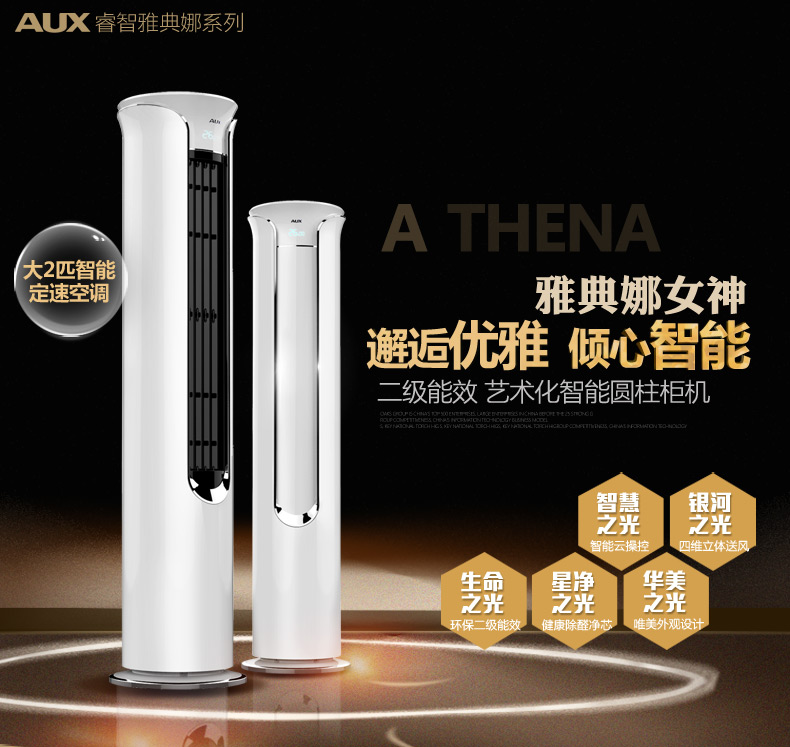 AUX 睿智雅典娜系列
AUX
26
大2匹智能
定速空调
AUX
A THENA
雅典娜女神
邂逅优雅 倾心智能
二级能效 艺术化智能圆柱柜机
智慧
之光
智能云操控
银河
之光
四维立体送风
生命
之光
环保二级能效
星净
之光
健康除醛净芯
华美
之光
唯美外观设计